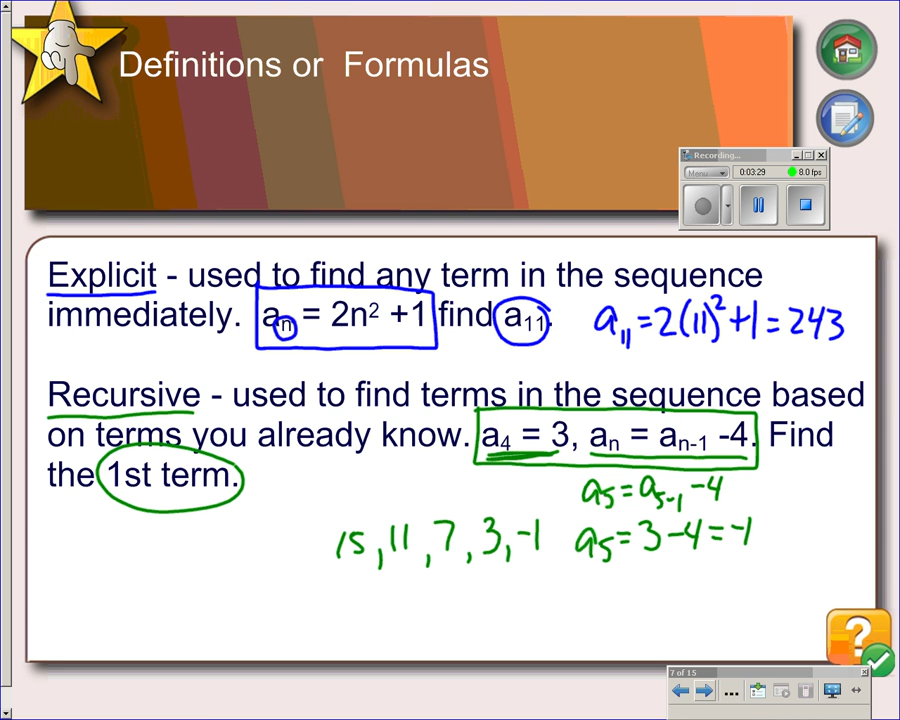 Definitions or Formulas
Recording...
Menu
0:03:29
8.0 fps
Explicit - used to find any term in the sequence
immediately. aₙ = 2n² +1 find a₁₁.
a₁₁ = 2(11)² + 1 = 243
Recursive - used to find terms in the sequence based
on terms you already know. a₄ = 3, aₙ = aₙ₋₁ -4. Find
the 1st term.
a₅ = a₅₋₁ - 4
15, 11, 7, 3, -1
a₅ = 3 - 4 = -1
7 of 15